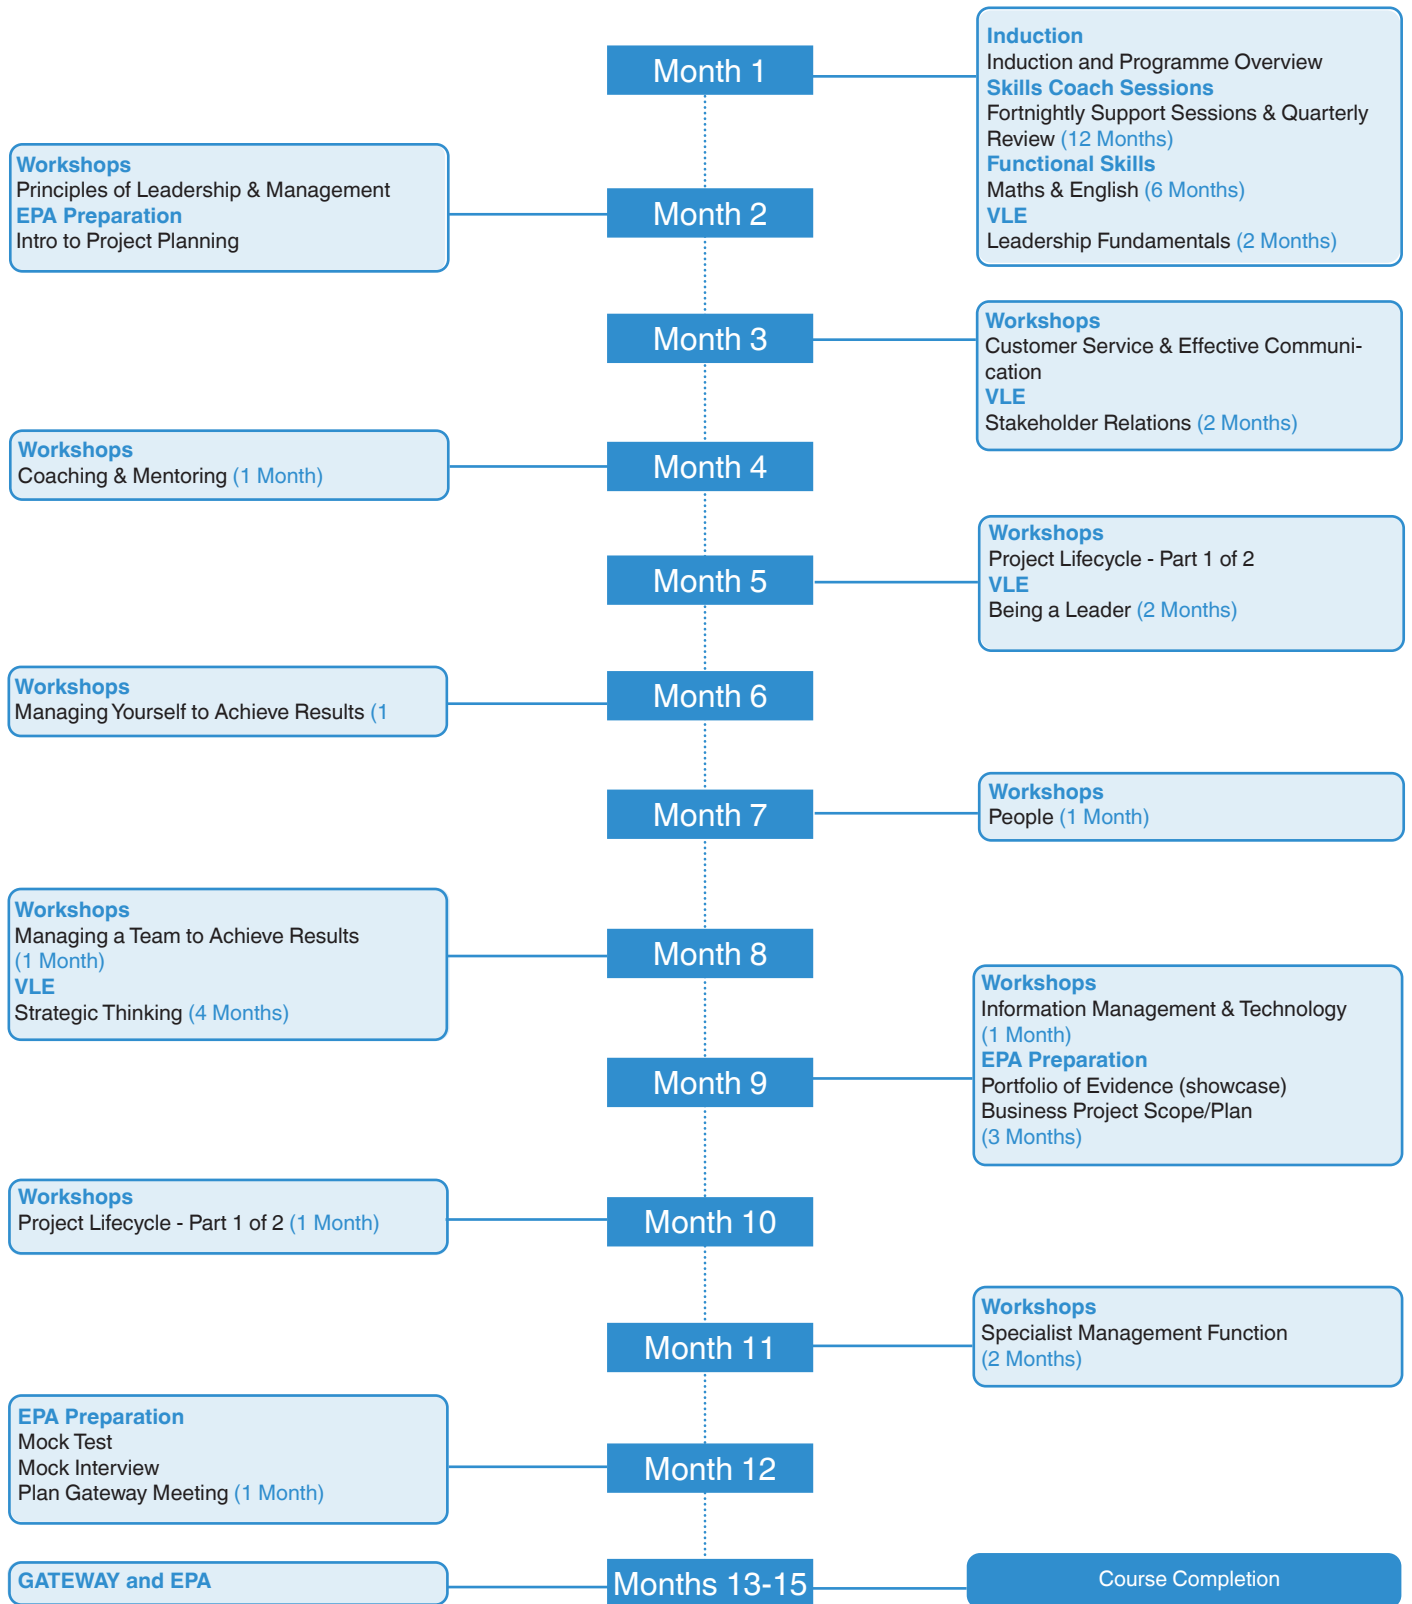 Month 1
Induction
Induction and Programme Overview
Skills Coach Sessions
Fortnightly Support Sessions & Quarterly
Review (12 Months)
Functional Skills
Maths & English (6 Months)
VLE
Leadership Fundamentals (2 Months)
Workshops
Principles of Leadership & Management
EPA Preparation
Intro to Project Planning
Month 2
Month 3
Workshops
Customer Service & Effective Communi-
cation
VLE
Stakeholder Relations (2 Months)
Workshops
Coaching & Mentoring (1 Month)
Month 4
Month 5
Workshops
Project Lifecycle - Part 1 of 2
VLE
Being a Leader (2 Months)
Workshops
Managing Yourself to Achieve Results (1
Month 6
Month 7
Workshops
People (1 Month)
Workshops
Managing a Team to Achieve Results
(1 Month)
VLE
Strategic Thinking (4 Months)
Month 8
Month 9
Workshops
Information Management & Technology
(1 Month)
EPA Preparation
Portfolio of Evidence (showcase)
Business Project Scope/Plan
(3 Months)
Workshops
Project Lifecycle - Part 1 of 2 (1 Month)
Month 10
Month 11
Workshops
Specialist Management Function
(2 Months)
EPA Preparation
Mock Test
Mock Interview
Plan Gateway Meeting (1 Month)
Month 12
GATEWAY and EPA
Months 13-15
Course Completion